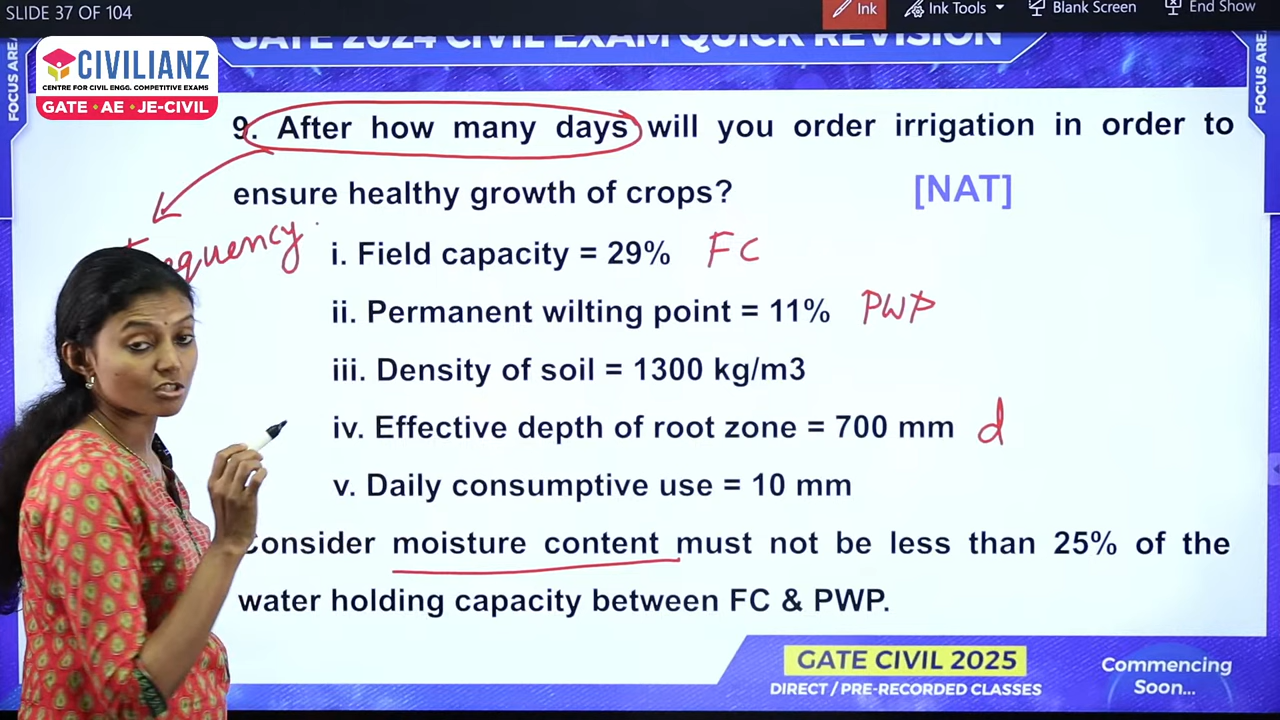 SLIDE 37 OF 104
Ink
Ink Tools
Blank Screen
End Show
GATE 2024 CIVIL EXAM QUICK REVISION
FOCUS AREA
FOCUS AREA
CIVILIANZ
CENTRE FOR CIVIL ENGG. COMPETITIVE EXAMS
GATE • AE • JE-CIVIL
9. After how many days will you order irrigation in order to
ensure healthy growth of crops? [NAT]
i. Field capacity = 29% FC
ii. Permanent wilting point = 11% PWP
iii. Density of soil = 1300 kg/m3
iv. Effective depth of root zone = 700 mm d
v. Daily consumptive use = 10 mm
Consider moisture content must not be less than 25% of the
water holding capacity between FC & PWP.
GATE CIVIL 2025
DIRECT / PRE-RECORDED CLASSES
Commencing
Soon...